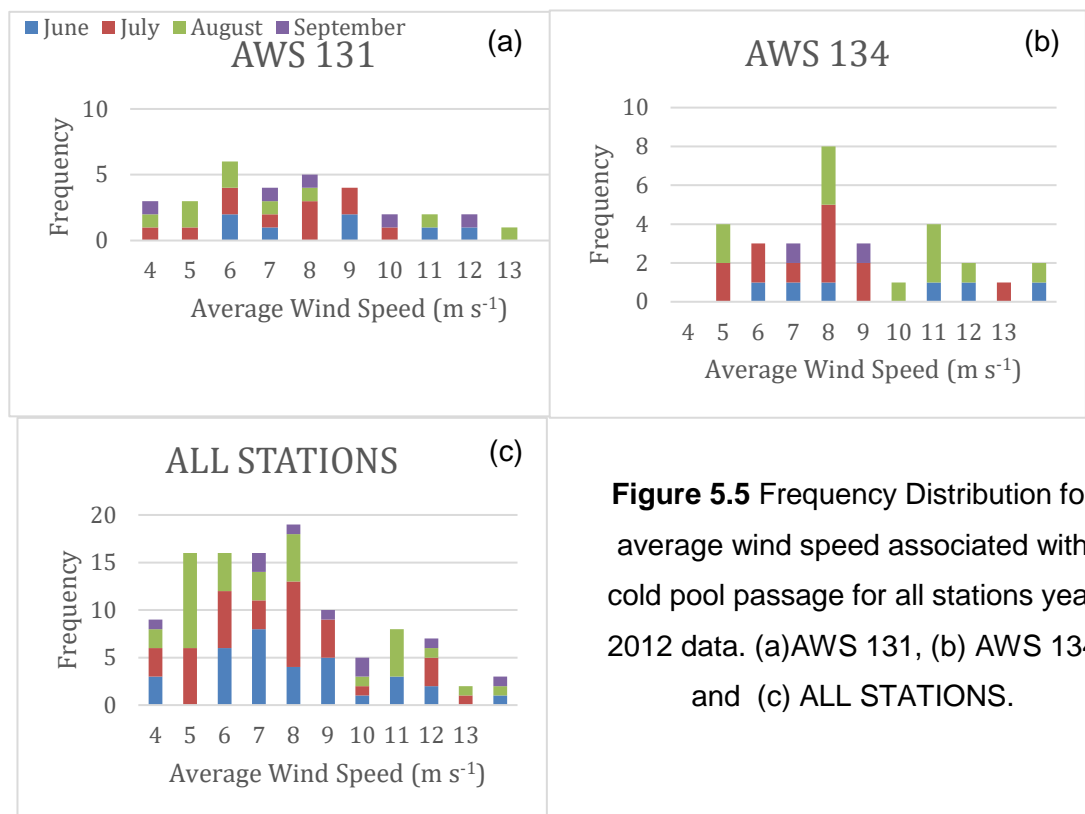 June July August September
AWS 131
(a)
10
5
0
Frequency
4 5 6 7 8 9 10 11 12 13
Average Wind Speed (m s-1)
AWS 134
(b)
10
8
6
4
2
0
Frequency
4 5 6 7 8 9 10 11 12 13
Average Wind Speed (m s-1)
ALL STATIONS
(c)
20
15
10
5
0
Frequency
4 5 6 7 8 9 10 11 12 13
Average Wind Speed (m s-1)
Figure 5.5 Frequency Distribution fo
average wind speed associated with
cold pool passage for all stations yea
2012 data. (a)AWS 131, (b) AWS 134
and (c) ALL STATIONS.